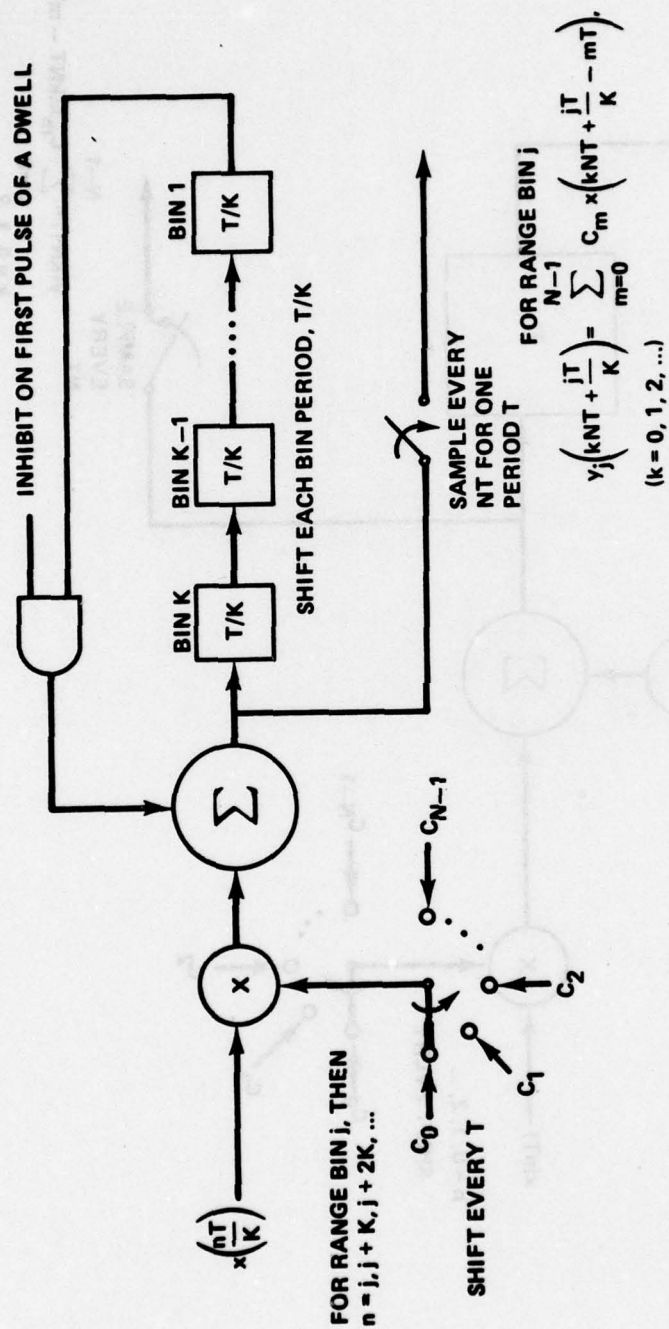 INHIBIT ON FIRST PULSE OF A DWELL
BIN K
BIN K–1
BIN 1
T/K
T/K
T/K
SHIFT EACH BIN PERIOD, T/K
Σ
x(nT/K)
X
FOR RANGE BIN j, THEN
n = j, j + K, j + 2K, ...
C0
C1
C2
CN–1
SHIFT EVERY T
SAMPLE EVERY
NT FOR ONE
PERIOD T
FOR RANGE BIN j
yj(kNT + jT/K) = N–1 Σ m=0 Cm x(kNT + jT/K – mT),
(k = 0, 1, 2, ...)